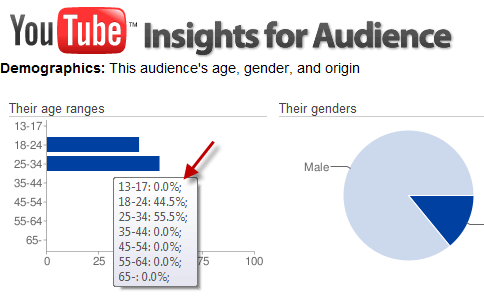 YouTube™ Insights for Audience
Demographics: This audience's age, gender, and origin
Their age ranges
13-17
18-24
25-34
35-44
45-54
55-64
65-
0 25 100
13-17: 0.0%;
18-24: 44.5%;
25-34: 55.5%;
35-44: 0.0%;
45-54: 0.0%;
55-64: 0.0%;
65-: 0.0%;
Their genders
Male